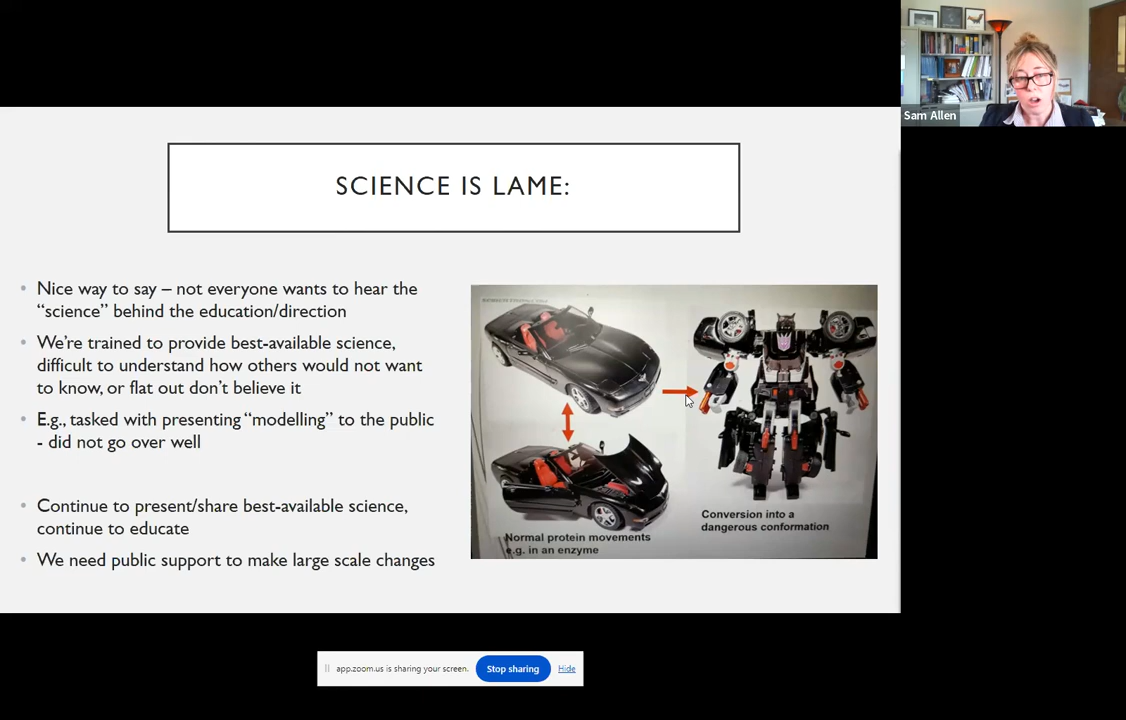 Sam Allen
SCIENCE IS LAME:
Nice way to say – not everyone wants to hear the
“science” behind the education/direction
We’re trained to provide best-available science,
difficult to understand how others would not want
to know, or flat out don’t believe it
E.g., tasked with presenting “modelling” to the public
- did not go over well
Continue to present/share best-available science,
continue to educate
We need public support to make large scale changes
Normal protein movements
e.g. in an enzyme
Conversion into a
dangerous conformation
app.zoom.us is sharing your screen.
Stop sharing
Hide